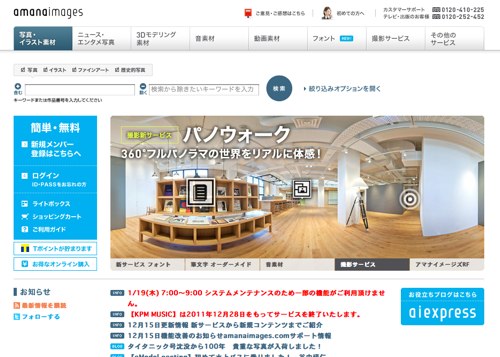 amanaimages
ご意見・ご感想はこちら
初めての方へ
カスタマーサポート 0120-410-225
テレビ・出版のお客様 0120-252-452
写真・
イラスト素材
ニュース・
エンタメ写真
3Dモデリング
素材
音素材
動画素材
フォント
撮影サービス
その他の
サービス
写真 イラスト ファインアート 歴史的写真
含む
除く 検索から除きたいキーワードを入力
検索
絞り込みオプションを開く
キーワードまたは作品番号を入力してください
簡単・無料
新規メンバー
登録はこちら
ログイン
ID・PASSをお忘れの方
ライトボックス
ショッピングカート
ご利用ガイド
Tポイントが貯まります
お得なオンライン購入
撮影新サービス パノウォーク
360°フルパノラマの世界をリアルに体感！
新サービス フォント
筆文字 オーダーメイド
音素材
撮影サービス
アマナイメージズRF
お知らせ
最新情報を購読
フォローする
INFO 1/19(木) 7:00～9:00 システムメンテナンスのため一部の機能がご利用頂けません。
INFO 【KPM MUSIC】は2011年12月28日をもってサービスを終了いたします。
INFO 12月15日更新情報 新サービスから新規コンテンツまでご紹介
INFO 12月15日機能改善のお知らせamanaimages.comサポートブログ
BLOG タイタニック号沈没から100年 貴重な写真が入荷しました！
お役立ちブログはこちら
aiexpress